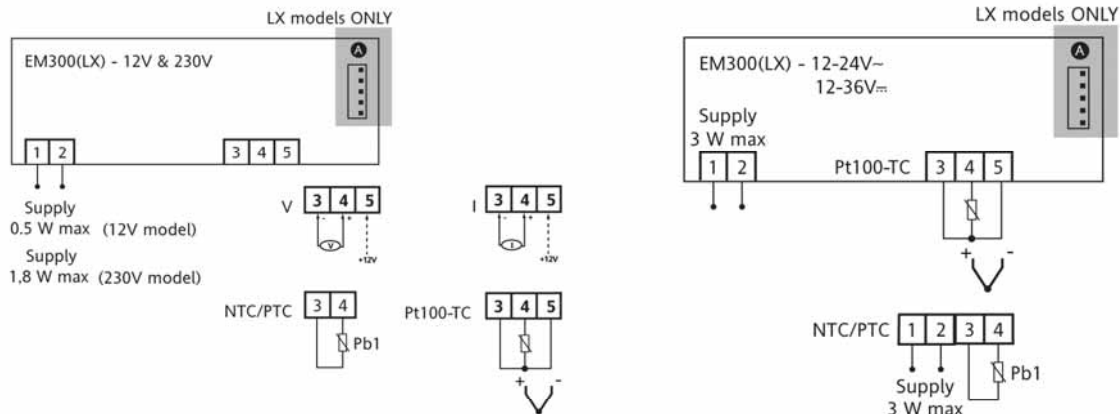 LX models ONLY
A
EM300(LX) - 12V & 230V
1 2
3 4 5
Supply
0.5 W max (12V model)
Supply
1,8 W max (230V model)
V
3 4 5
- +
V
+12V
I
3 4 5
- +
I
+12V
NTC/PTC
3 4
Pb1
Pt100-TC
3 4 5
+ -
LX models ONLY
A
EM300(LX) - 12-24V~
12-36V⎓
Supply
3 W max
1 2
Pt100-TC
3 4 5
+ -
NTC/PTC
1 2 3 4
Pb1
Supply
3 W max